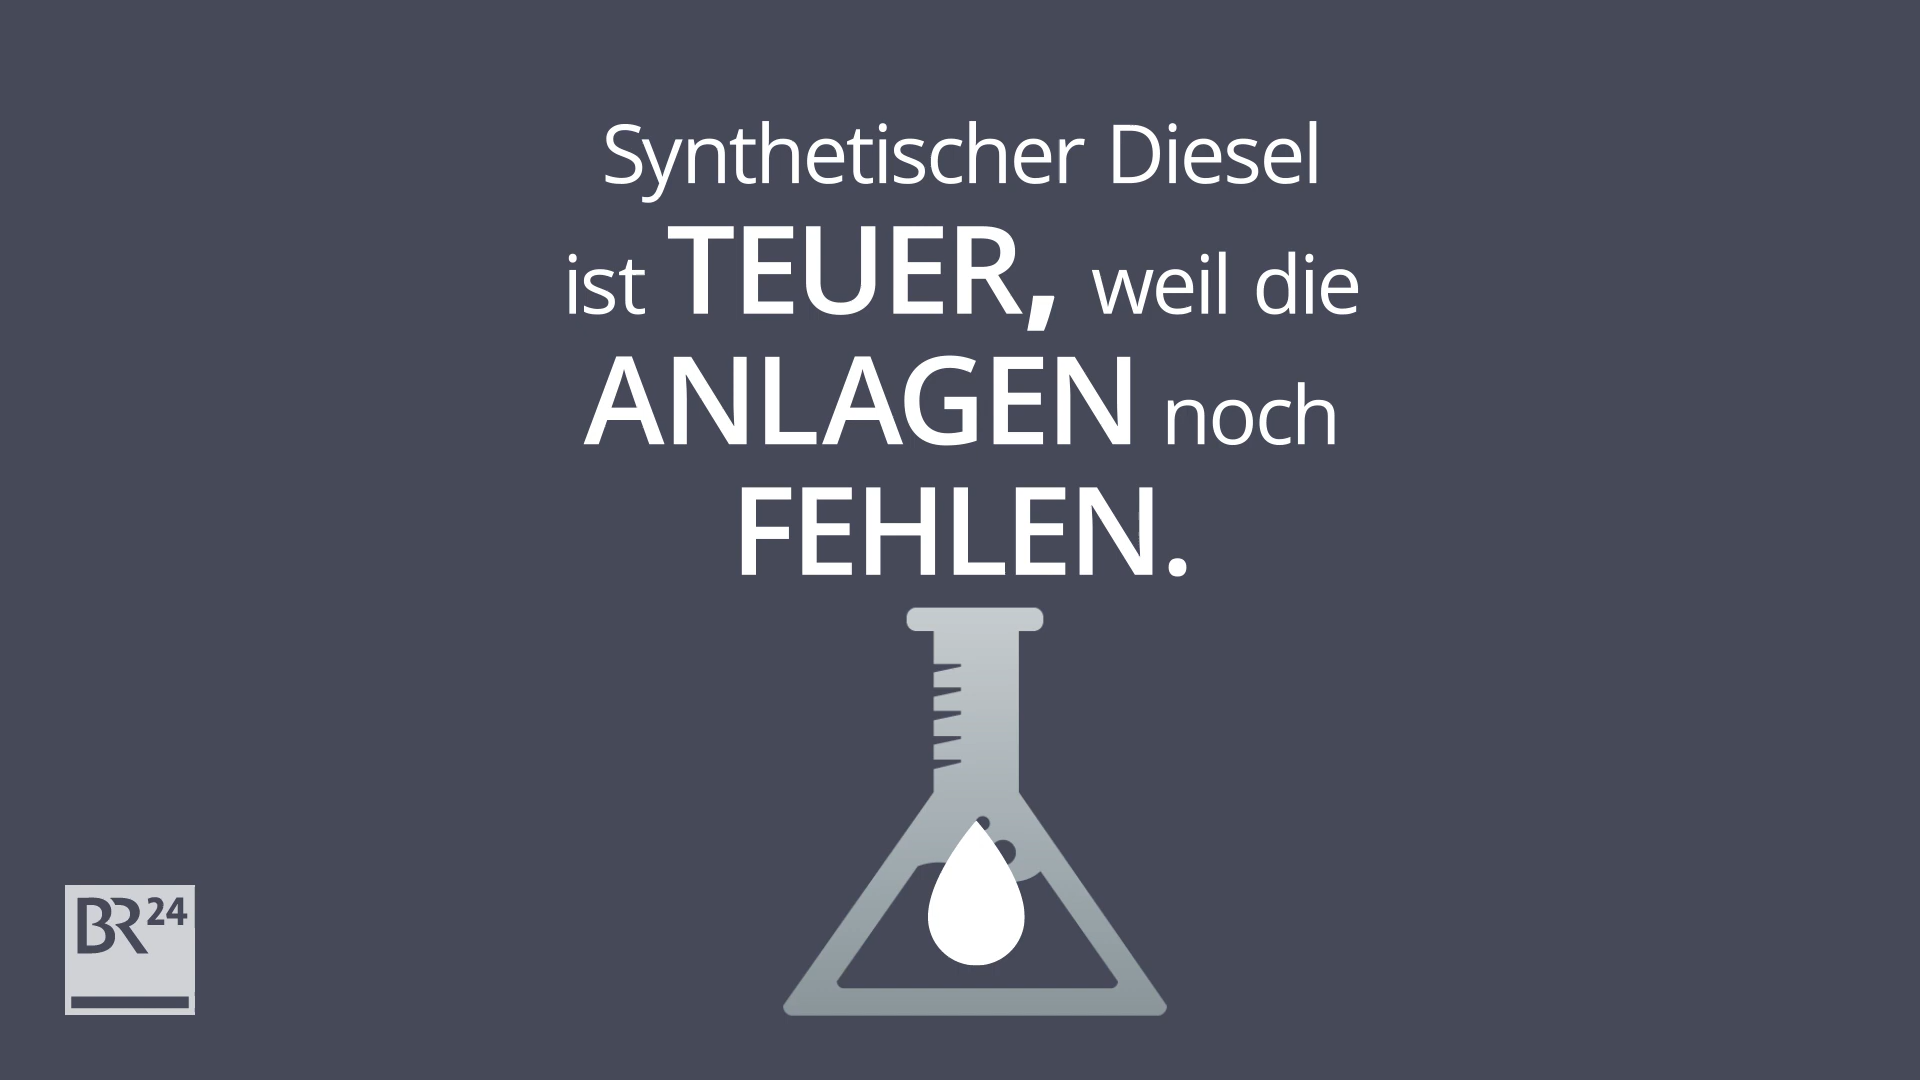 Synthetischer Diesel
ist TEUER, weil die
ANLAGEN noch
FEHLEN.
BR24